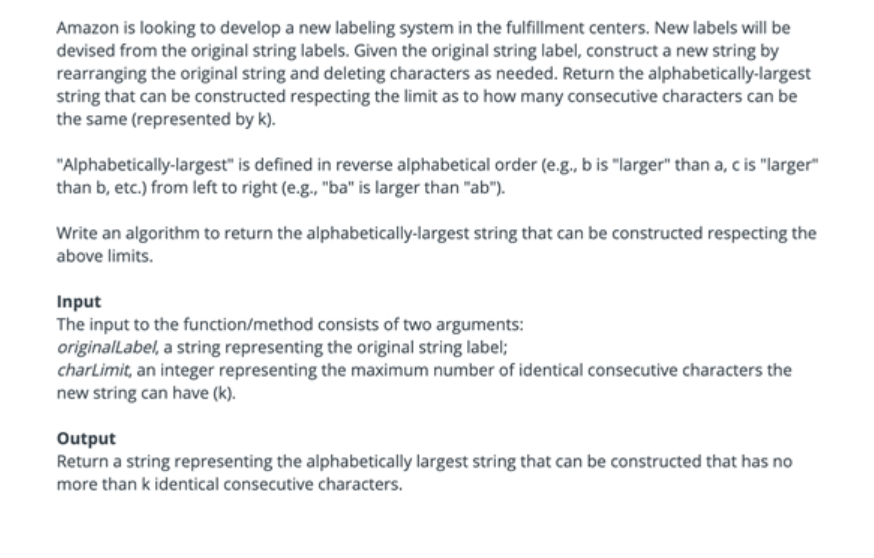 Amazon is looking to develop a new labeling system in the fulfillment centers. New labels will be
devised from the original string labels. Given the original string label, construct a new string by
rearranging the original string and deleting characters as needed. Return the alphabetically-largest
string that can be constructed respecting the limit as to how many consecutive characters can be
the same (represented by k).
"Alphabetically-largest" is defined in reverse alphabetical order (e.g., b is "larger" than a, c is "larger"
than b, etc.) from left to right (e.g., "ba" is larger than "ab").
Write an algorithm to return the alphabetically-largest string that can be constructed respecting the
above limits.
Input
The input to the function/method consists of two arguments:
originalLabel, a string representing the original string label;
charLimit, an integer representing the maximum number of identical consecutive characters the
new string can have (k).
Output
Return a string representing the alphabetically largest string that can be constructed that has no
more than k identical consecutive characters.